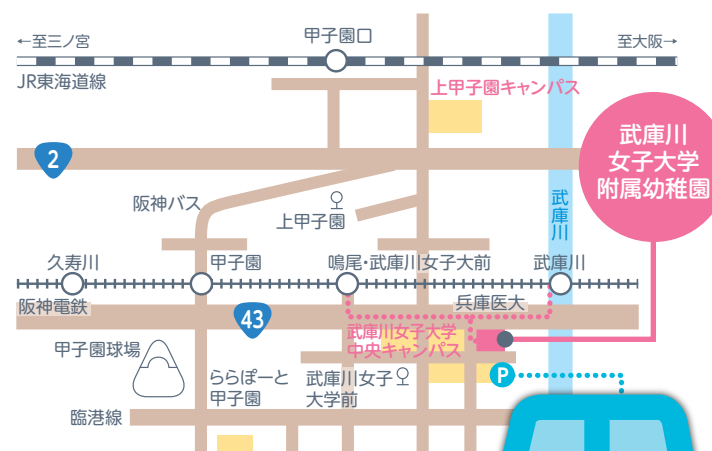 ←至三ノ宮
甲子園口
至大阪→
JR東海道線
上甲子園キャンパス
武庫川
女子大学
附属幼稚園
2
阪神バス
上甲子園
武庫川
久寿川
甲子園
鳴尾・武庫川女子大前
武庫川
阪神電鉄
43
兵庫医大
武庫川女子大学
中央キャンパス
甲子園球場
ららぽーと
甲子園
武庫川女子
大学前
P
臨港線